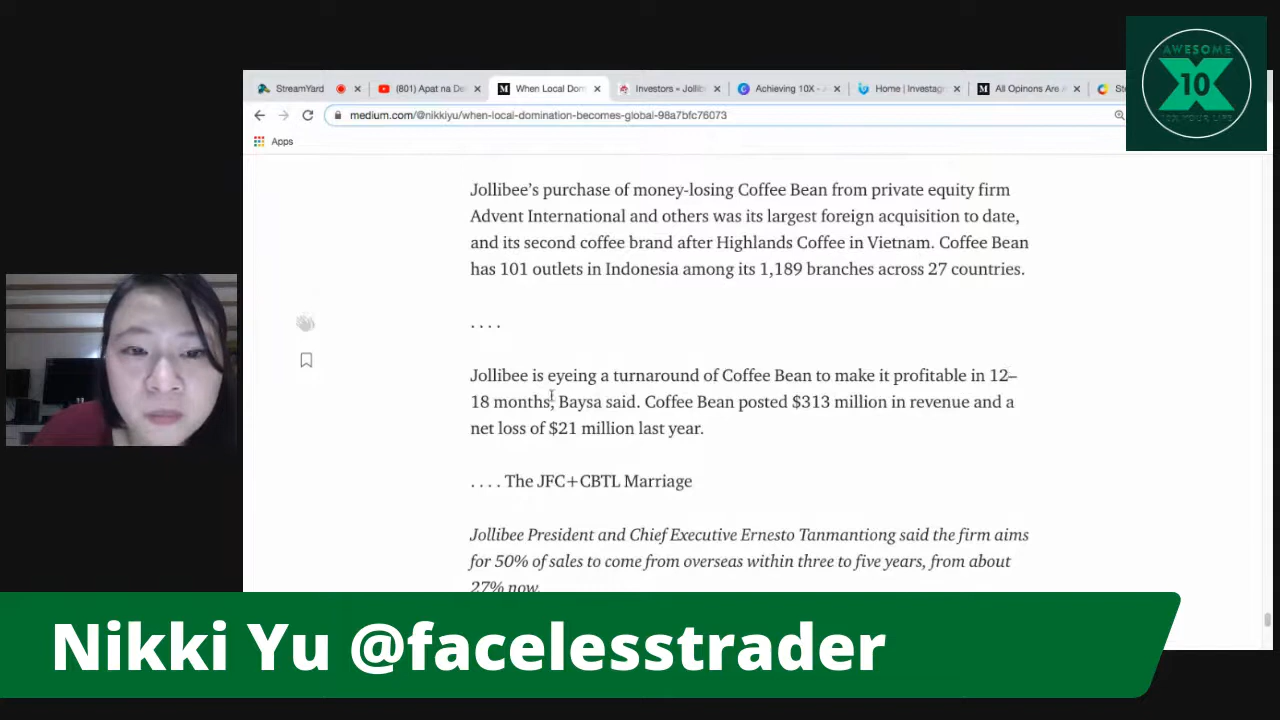 StreamYard
(801) Apat na De
When Local Dom
Investors » Jollib
Achieving 10X - A
Home | Investag
All Opinons Are A
Ste
medium.com/@nikkiyu/when-local-domination-becomes-global-98a7bfc76073
Apps
AWESOME
10
X
10X YOUR LIFE
Jollibee's purchase of money-losing Coffee Bean from private equity firm
Advent International and others was its largest foreign acquisition to date,
and its second coffee brand after Highlands Coffee in Vietnam. Coffee Bean
has 101 outlets in Indonesia among its 1,189 branches across 27 countries.
. . . .
Jollibee is eyeing a turnaround of Coffee Bean to make it profitable in 12–
18 months, Baysa said. Coffee Bean posted $313 million in revenue and a
net loss of $21 million last year.
. . . . The JFC+CBTL Marriage
Jollibee President and Chief Executive Ernesto Tanmantiong said the firm aims
for 50% of sales to come from overseas within three to five years, from about
27% now.
Nikki Yu @facelesstrader